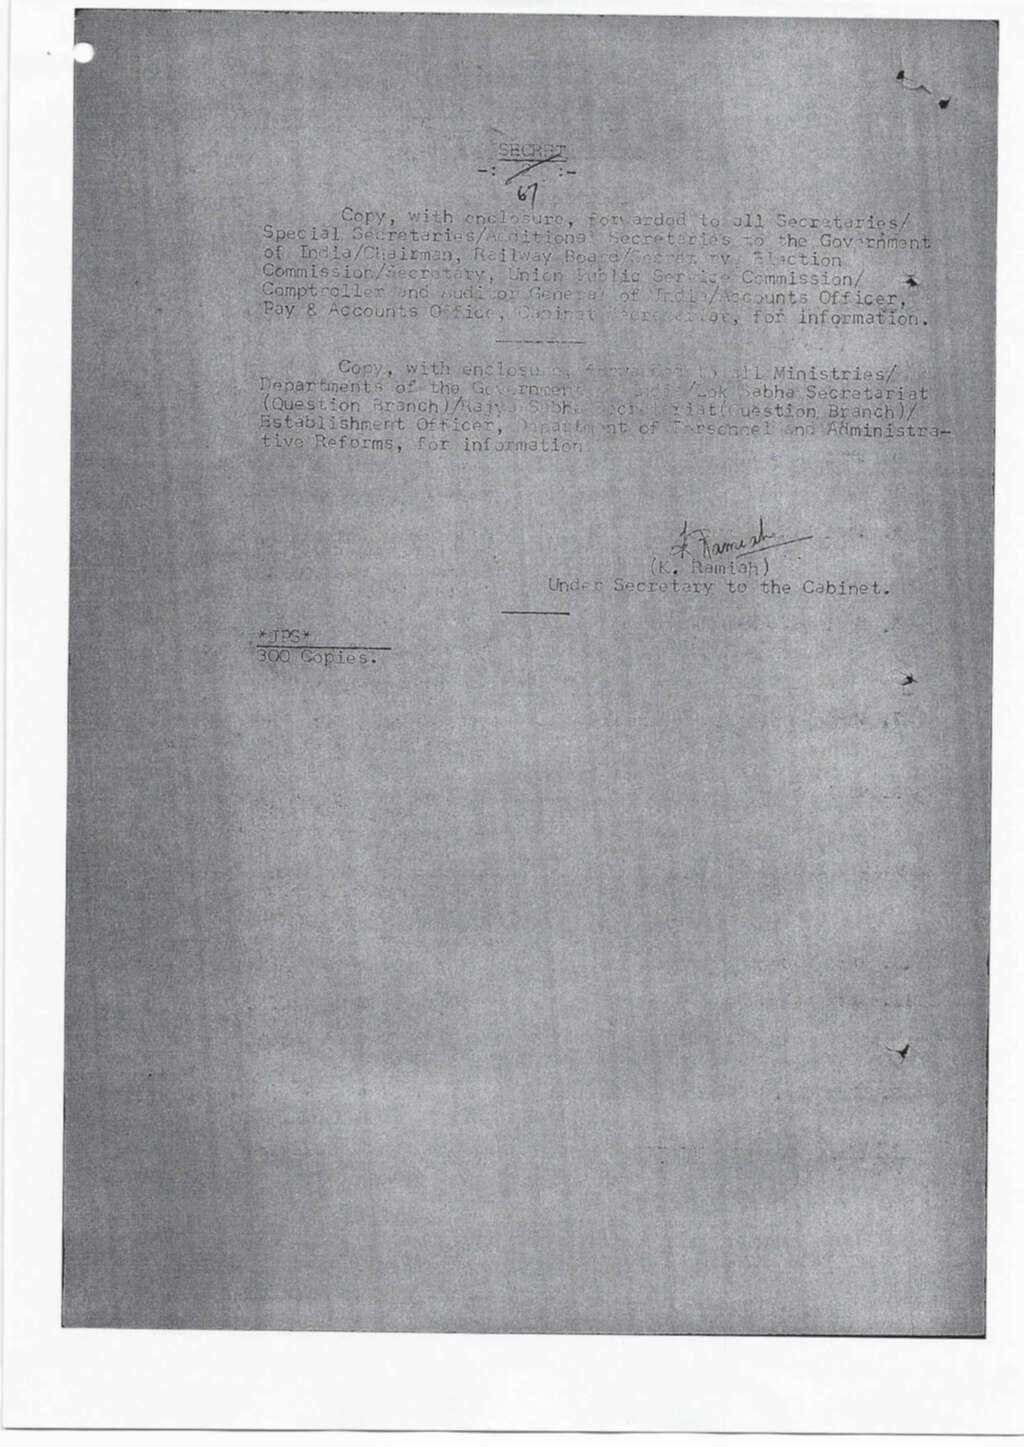 SECRET
-: 2 :-
67
Copy, with enclosure, forwarded to all Secretaries/
Special Secretaries/Additional Secretaries to the Government
of India/Chairman, Railway Board/Secretary, Election
Commission/Secretary, Union Public Service Commission/
Comptroller and Auditor General of India/Accounts Officer,
Pay & Accounts Office, Cabinet Secretariat, for information.
Copy, with enclosure, forwarded to all Ministries/
Departments of the Government India/Lok Sabha Secretariat
(Question Branch)/Rajya Sabha Secretariat(Question Branch)/
Establishment Officer, Department of Personnel and Administra-
tive Reforms, for information.
K Ramiah
(K. Ramiah)
Under Secretary to the Cabinet.
*JPS*
300 Copies.